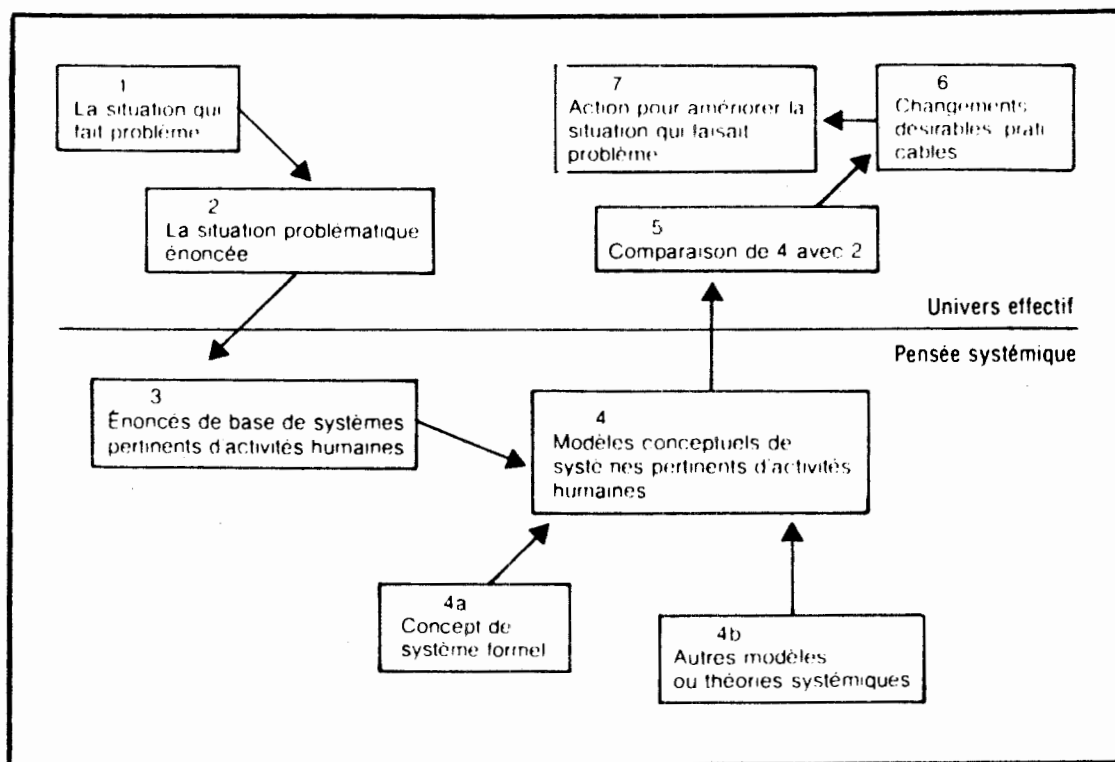 1
La situation qui
fait problème
2
La situation problématique
énoncée
3
Énoncés de base de systèmes
pertinents d'activités humaines
4
Modèles conceptuels de
systèmes pertinents d'activités
humaines
4a
Concept de
système formel
4b
Autres modèles
ou théories systémiques
5
Comparaison de 4 avec 2
6
Changements
désirables prati
cables
7
Action pour améliorer la
situation qui faisait
problème
Univers effectif
Pensée systémique